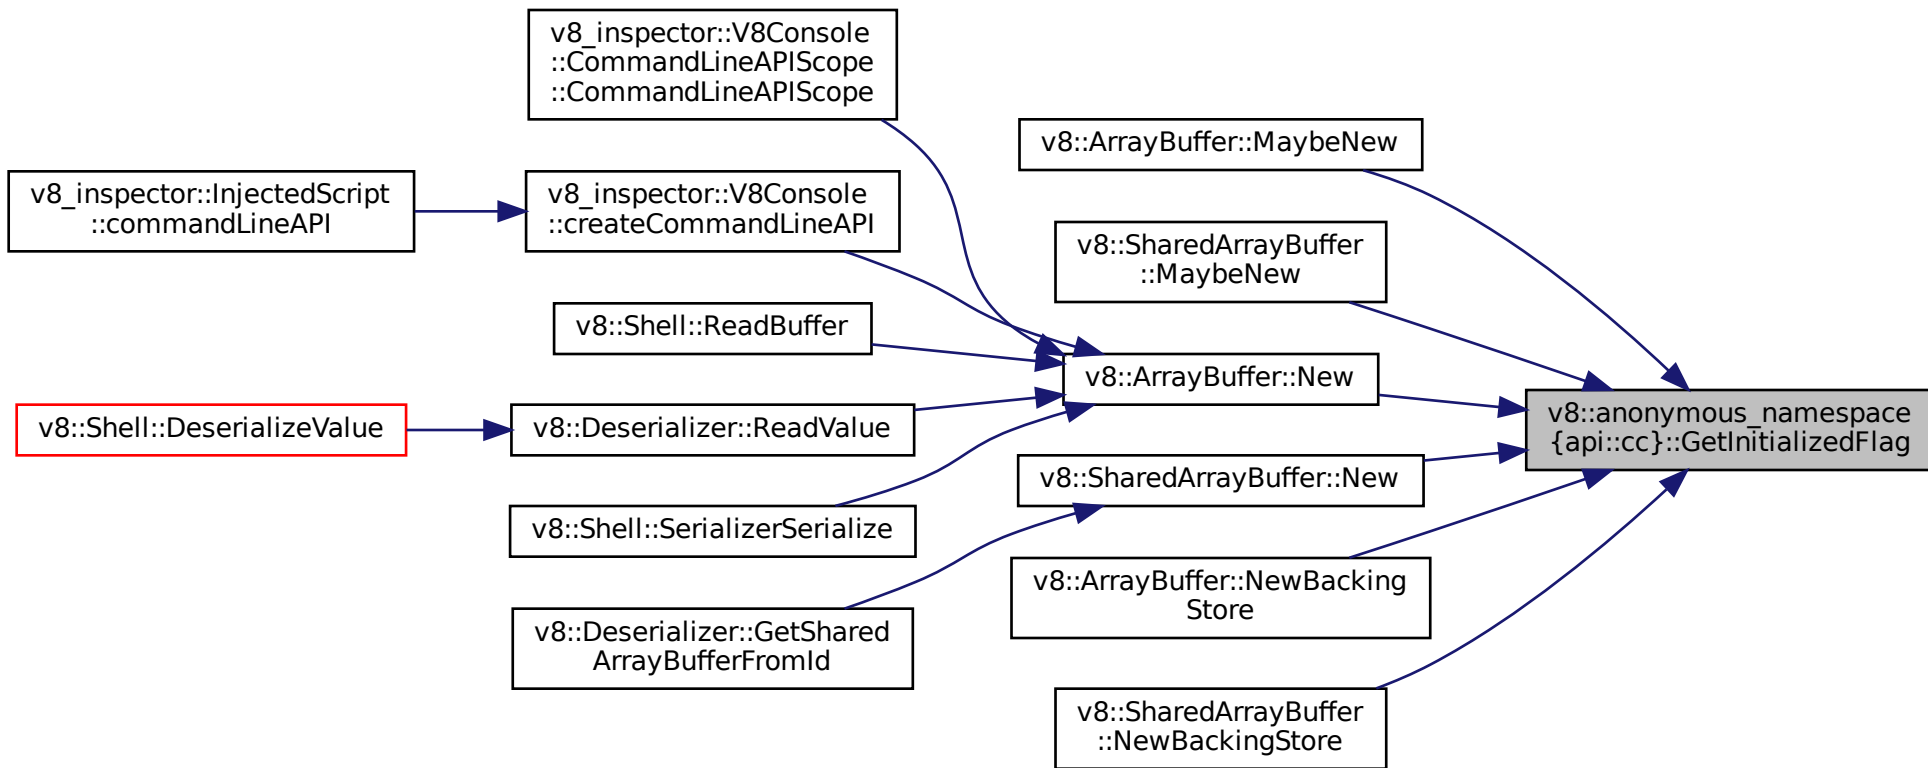 v8_inspector::V8Console
::CommandLineAPIScope
::CommandLineAPIScope
v8::ArrayBuffer::MaybeNew
v8_inspector::InjectedScript
::commandLineAPI
v8_inspector::V8Console
::createCommandLineAPI
v8::SharedArrayBuffer
::MaybeNew
v8::Shell::ReadBuffer
v8::ArrayBuffer::New
v8::anonymous_namespace
{api::cc}::GetInitializedFlag
v8::Shell::DeserializeValue
v8::Deserializer::ReadValue
v8::SharedArrayBuffer::New
v8::Shell::SerializerSerialize
v8::ArrayBuffer::NewBacking
Store
v8::Deserializer::GetShared
ArrayBufferFromId
v8::SharedArrayBuffer
::NewBackingStore